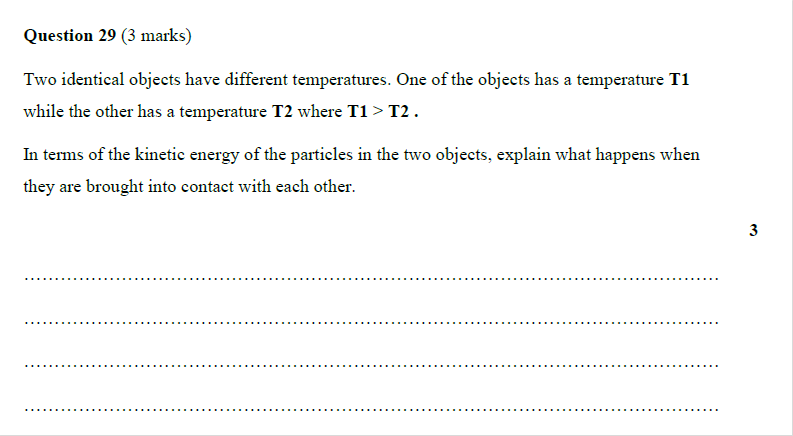 Question 29 (3 marks)
Two identical objects have different temperatures. One of the objects has a temperature T1
while the other has a temperature T2 where T1 > T2 .
In terms of the kinetic energy of the particles in the two objects, explain what happens when
they are brought into contact with each other.
3